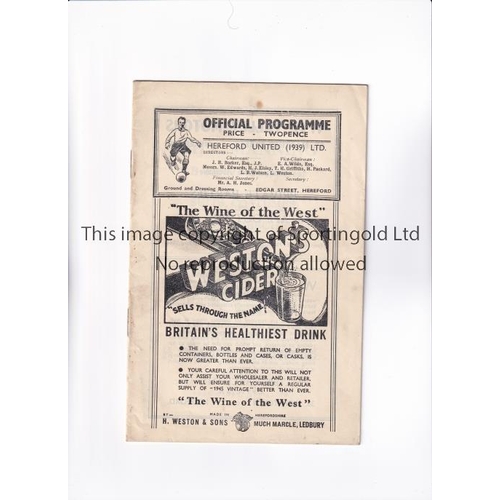 OFFICIAL PROGRAMME
PRICE - TWOPENCE
HEREFORD UNITED (1939) LTD.
DIRECTORS :
Chairman : Vice-Chairman :
Financial Secretary : Secretary :
Mr. A. H. Jones.
Ground and Dressing Rooms - EDGAR STREET, HEREFORD
"The Wine of the West"
This image copyright of Sportingold Ltd
No reproduction allowed
WESTON'S
CIDER
"SELLS THROUGH THE NAME"
BRITAIN'S HEALTHIEST DRINK
● THE NEED FOR PROMPT RETURN OF EMPTY
CONTAINERS, BOTTLES AND CASES, OR CASKS, IS
NOW GREATER THAN EVER.
● YOUR CAREFUL ATTENTION TO THIS WILL NOT
ONLY ASSIST YOUR WHOLESALER AND RETAILER,
BUT WILL ENSURE FOR YOURSELF A REGULAR
SUPPLY OF "1945 VINTAGE" BETTER THAN EVER.
"The Wine of the West"
MADE IN HEREFORDSHIRE
BY
H. WESTON & SONS MUCH MARCLE, LEDBURY